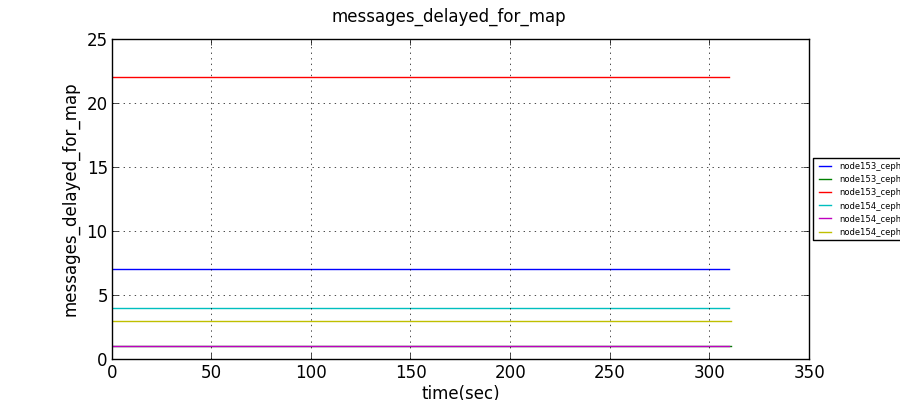 messages_delayed_for_map
25
20
15
10
5
0
messages_delayed_for_map
0 50 100 150 200 250 300 350
time(sec)
node153_ceph
node153_ceph
node153_ceph
node154_ceph
node154_ceph
node154_ceph